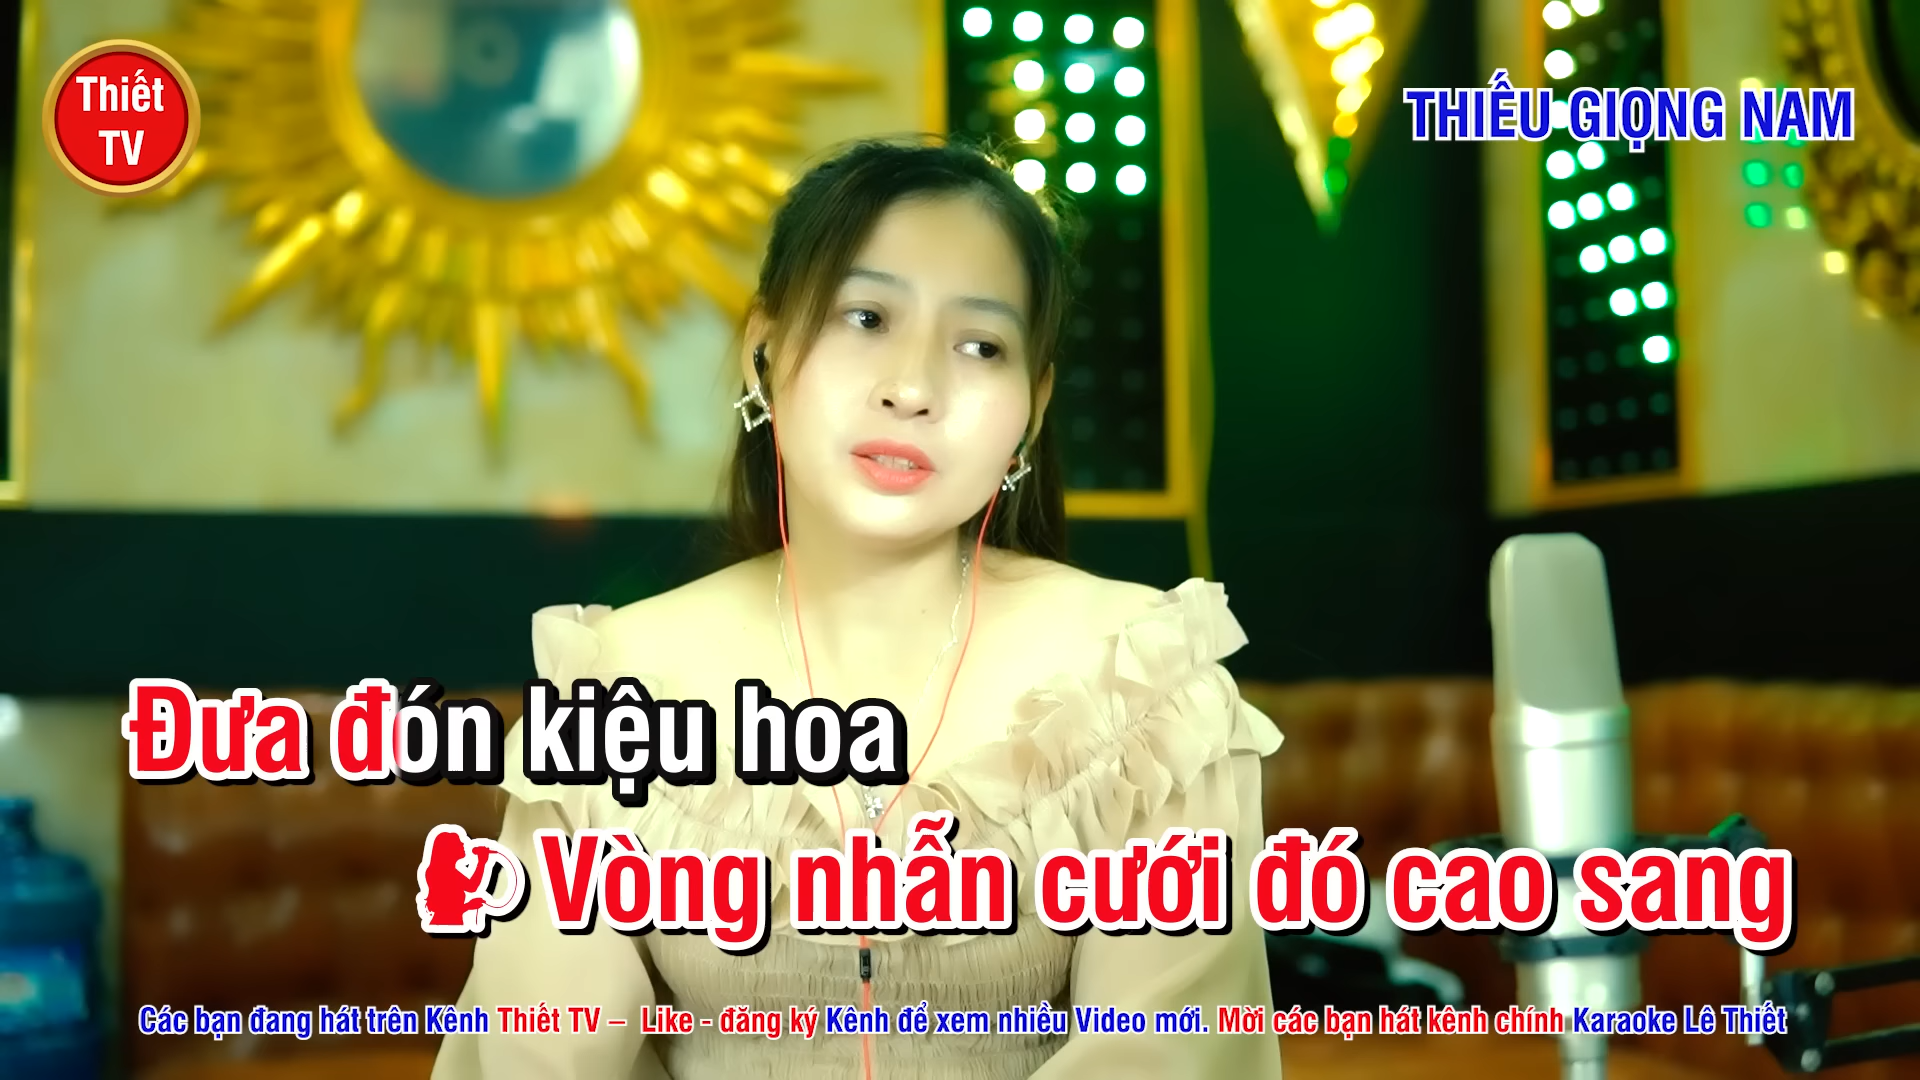 Thiết
TV
THIẾU GIỌNG NAM
Đưa đón kiệu hoa
Vòng nhẫn cưới đó cao sang
Các bạn đang hát trên Kênh Thiết TV – Like - đăng ký Kênh để xem nhiều Video mới. Mời các bạn hát kênh chính Karaoke Lê Thiết